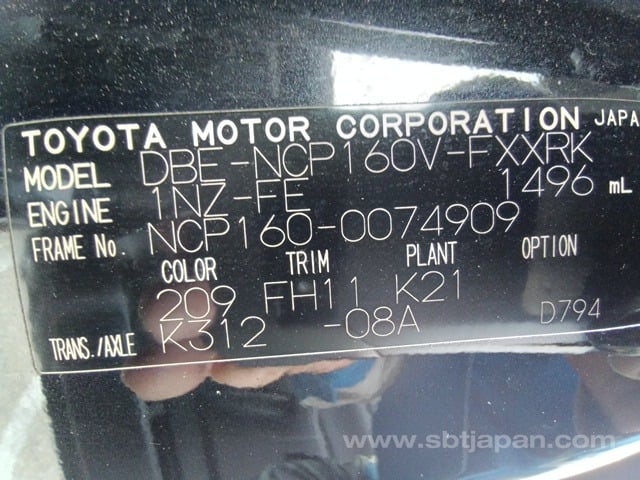 TOYOTA MOTOR CORPORATION JAPA
MODEL DBE-NCP160V-FXXRK
ENGINE 1NZ-FE 1496 mL
FRAME No. NCP160-0074909
COLOR TRIM PLANT OPTION
209 FH11 K21
TRANS./AXLE K312 -08A D794
www.sbtjapan.com/